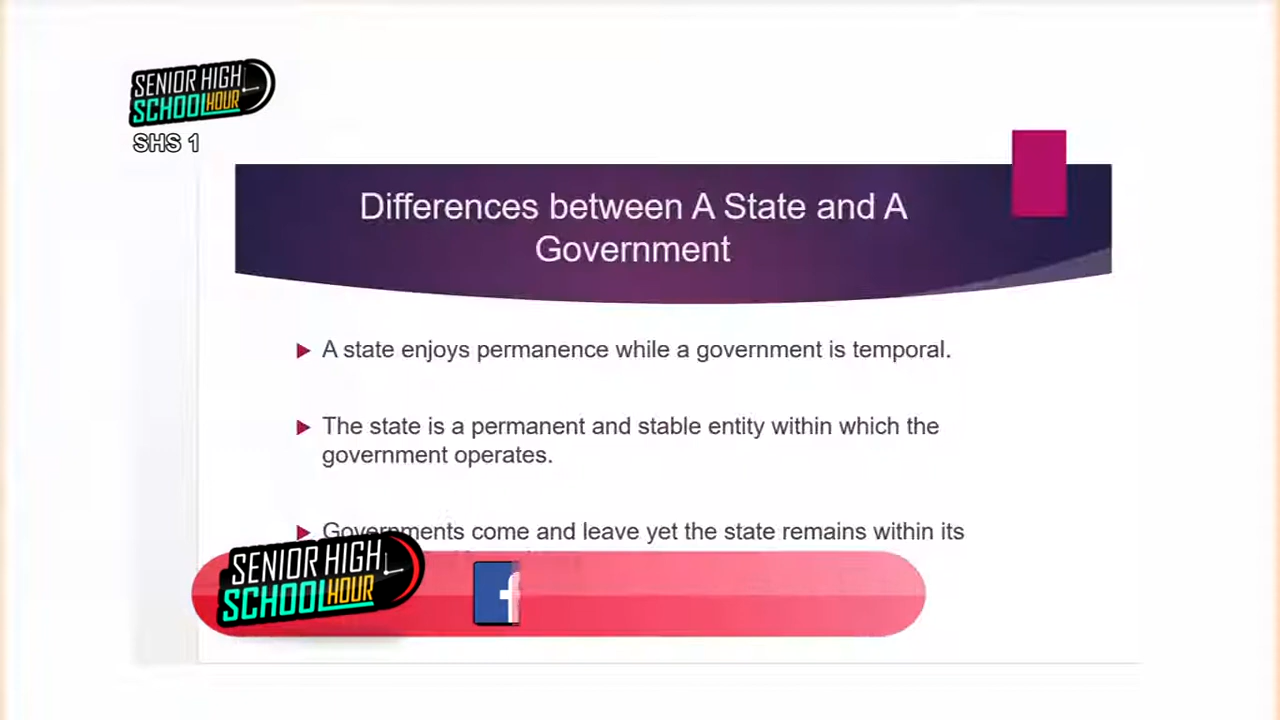 SENIOR HIGH
SCHOOL HOUR
SHS 1
Differences between A State and A
Government
A state enjoys permanence while a government is temporal.
The state is a permanent and stable entity within which the
government operates.
Governments come and leave yet the state remains within its
SENIOR HIGH
SCHOOL HOUR
f